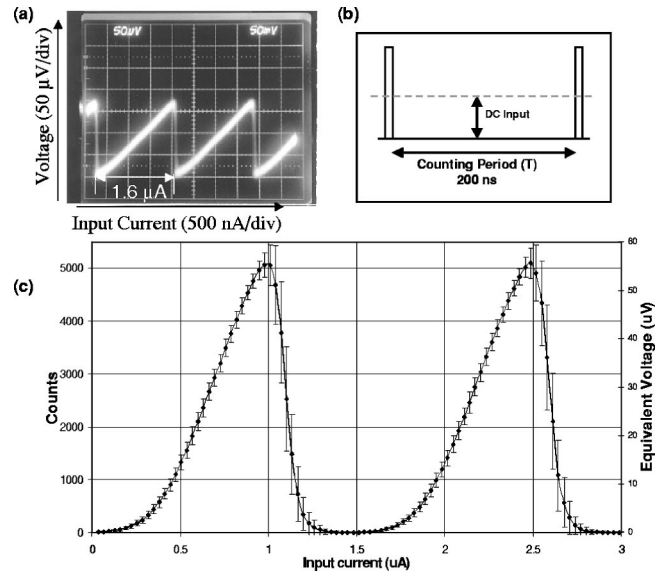 (a)
50µV
50mV
Voltage (50 µV/div)
1.6 µA
Input Current (500 nA/div)
(b)
DC Input
Counting Period (T)
200 ns
(c)
5000
4000
3000
2000
1000
0
Counts
60
50
40
30
20
10
0
Equivalent Voltage (uV)
0 0.5 1 1.5 2 2.5 3
Input current (uA)